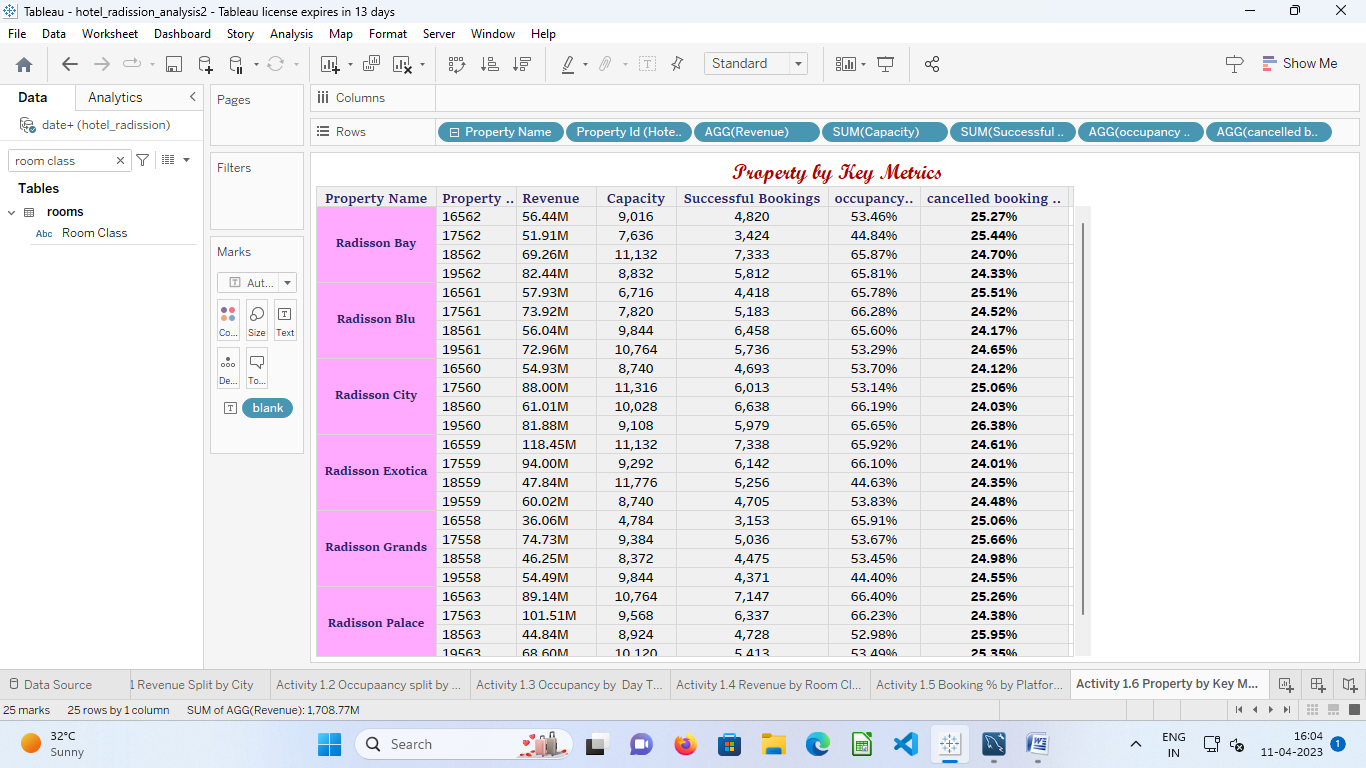 Tableau - hotel_radission_analysis2 - Tableau license expires in 13 days
File Data Worksheet Dashboard Story Analysis Map Format Server Window Help
Standard Show Me
Data Analytics
date+ (hotel_radission)
room class
Tables
rooms
Abc Room Class
Pages
Filters
Marks
Aut...
Co... Size Text
De... To...
blank
Columns
Rows Property Name Property Id (Hote.. AGG(Revenue) SUM(Capacity) SUM(Successful .. AGG(occupancy .. AGG(cancelled b..
Property by Key Metrics
Property Name Property .. Revenue Capacity Successful Bookings occupancy.. cancelled booking ..
Radisson Bay
16562 56.44M 9,016 4,820 53.46% 25.27%
17562 51.91M 7,636 3,424 44.84% 25.44%
18562 69.26M 11,132 7,333 65.87% 24.70%
19562 82.44M 8,832 5,812 65.81% 24.33%
Radisson Blu
16561 57.93M 6,716 4,418 65.78% 25.51%
17561 73.92M 7,820 5,183 66.28% 24.52%
18561 56.04M 9,844 6,458 65.60% 24.17%
19561 72.96M 10,764 5,736 53.29% 24.65%
Radisson City
16560 54.93M 8,740 4,693 53.70% 24.12%
17560 88.00M 11,316 6,013 53.14% 25.06%
18560 61.01M 10,028 6,638 66.19% 24.03%
19560 81.88M 9,108 5,979 65.65% 26.38%
Radisson Exotica
16559 118.45M 11,132 7,338 65.92% 24.61%
17559 94.00M 9,292 6,142 66.10% 24.01%
18559 47.84M 11,776 5,256 44.63% 24.35%
19559 60.02M 8,740 4,705 53.83% 24.48%
Radisson Grands
16558 36.06M 4,784 3,153 65.91% 25.06%
17558 74.73M 9,384 5,036 53.67% 25.66%
18558 46.25M 8,372 4,475 53.45% 24.98%
19558 54.49M 9,844 4,371 44.40% 24.55%
Radisson Palace
16563 89.14M 10,764 7,147 66.40% 25.26%
17563 101.51M 9,568 6,337 66.23% 24.38%
18563 44.84M 8,924 4,728 52.98% 25.95%
19563 68.60M 10,120 5,413 53.49% 25.35%
Data Source 1 Revenue Split by City Activity 1.2 Occupaancy split by ... Activity 1.3 Occupancy by Day T... Activity 1.4 Revenue by Room Cl... Activity 1.5 Booking % by Platfor... Activity 1.6 Property by Key M...
25 marks 25 rows by 1 column SUM of AGG(Revenue): 1,708.77M
32°C
Sunny
Search
ENG
IN
16:04
11-04-2023
1